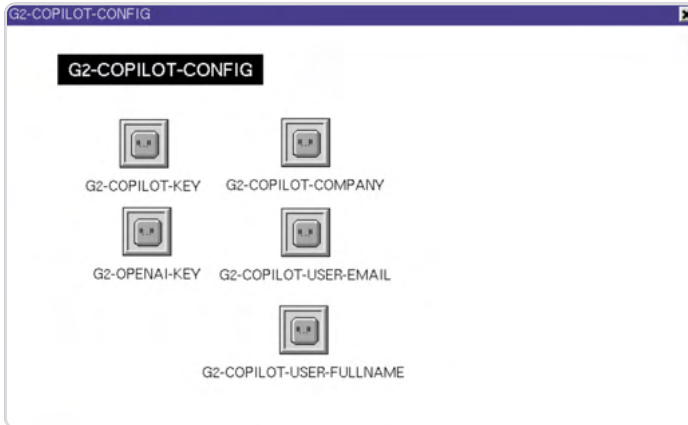 G2-COPILOT-CONFIG
G2-COPILOT-CONFIG
G2-COPILOT-KEY
G2-COPILOT-COMPANY
G2-OPENAI-KEY
G2-COPILOT-USER-EMAIL
G2-COPILOT-USER-FULLNAME